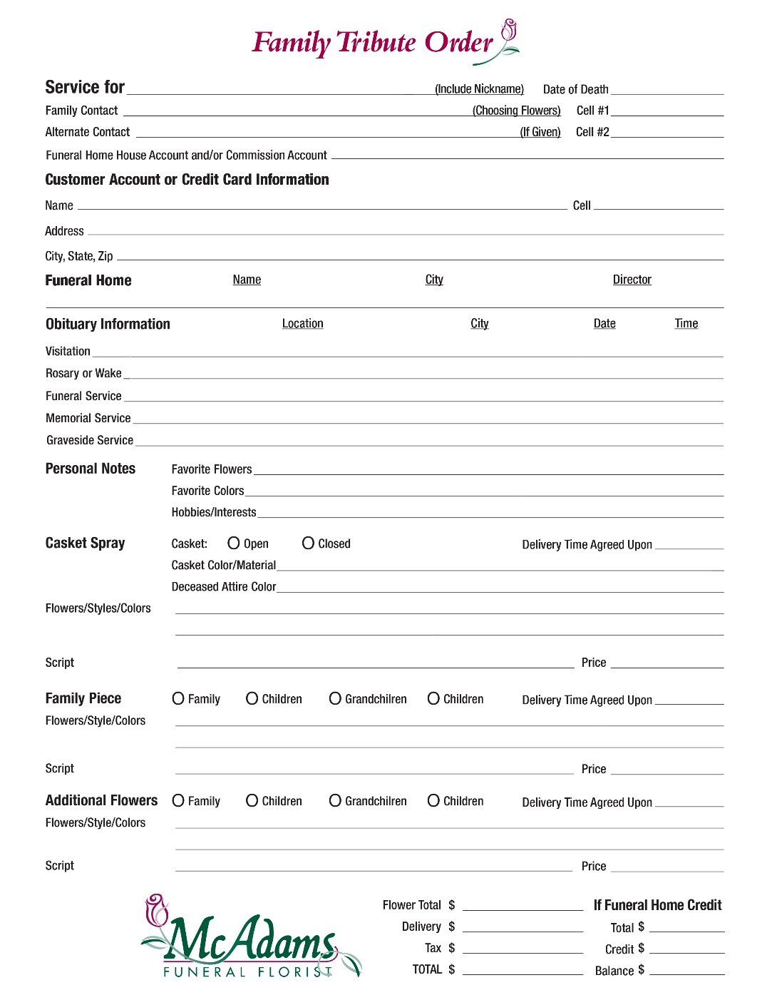 Family Tribute Order
Service for (Include Nickname) Date of Death
Family Contact (Choosing Flowers) Cell #1
Alternate Contact (If Given) Cell #2
Funeral Home House Account and/or Commission Account
Customer Account or Credit Card Information
Name Cell
Address
City, State, Zip
Funeral Home Name City Director
Obituary Information Location City Date Time
Visitation
Rosary or Wake
Funeral Service
Memorial Service
Graveside Service
Personal Notes Favorite Flowers
Favorite Colors
Hobbies/Interests
Casket Spray Casket: O Open O Closed Delivery Time Agreed Upon
Casket Color/Material
Deceased Attire Color
Flowers/Styles/Colors
Script Price
Family Piece O Family O Children O Grandchilren O Children Delivery Time Agreed Upon
Flowers/Style/Colors
Script Price
Additional Flowers O Family O Children O Grandchilren O Children Delivery Time Agreed Upon
Flowers/Style/Colors
Script Price
Flower Total $ If Funeral Home Credit
Delivery $ Total $
Tax $ Credit $
TOTAL $ Balance $
McAdams
FUNERAL FLORIST